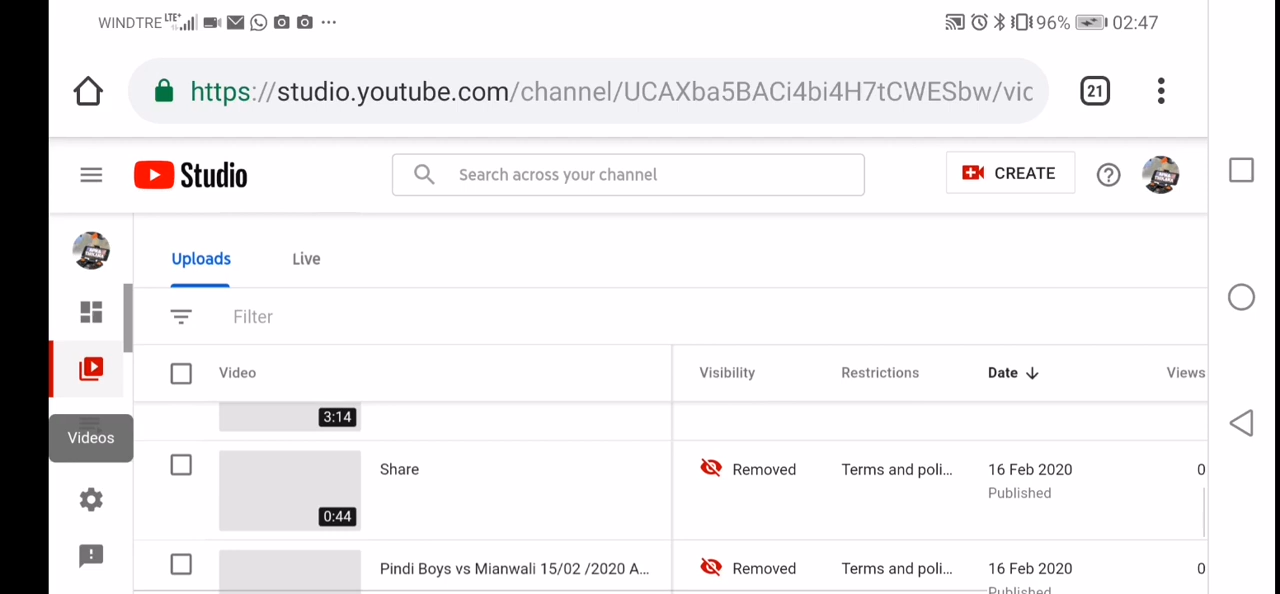 WINDTRE LTE+ 96% 02:47
https://studio.youtube.com/channel/UCAXba5BACi4bi4H7tCWESbw/vic
21
Studio
Search across your channel
CREATE
Uploads Live
Filter
Video Visibility Restrictions Date Views
3:14
Videos
Share Removed Terms and poli... 16 Feb 2020 0
Published
0:44
Pindi Boys vs Mianwali 15/02 /2020 A... Removed Terms and poli... 16 Feb 2020 0
Published